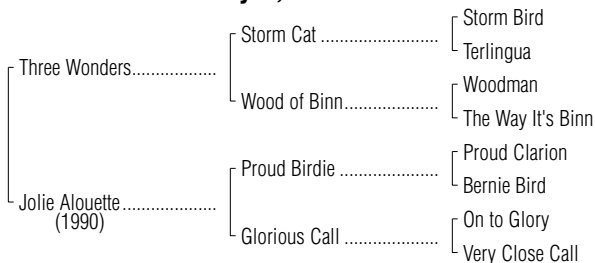 Storm Bird
Storm Cat ........................
Terlingua
Three Wonders.................
Woodman
Wood of Binn...................
The Way It's Binn
Proud Clarion
Proud Birdie ....................
Bernie Bird
Jolie Alouette...................
(1990)
On to Glory
Glorious Call ...................
Very Close Call